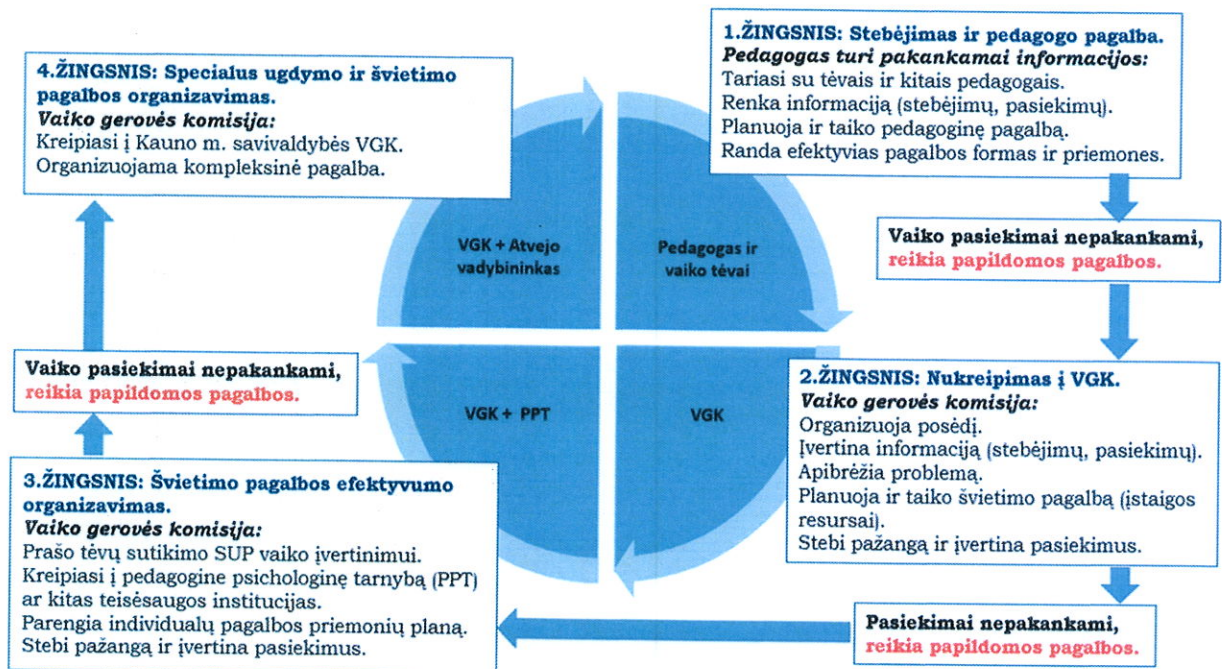 1.ŽINGSNIS: Stebėjimas ir pedagogo pagalba.
Pedagogas turi pakankamai informacijos:
Tariasi su tėvais ir kitais pedagogais.
Renka informaciją (stebėjimų, pasiekimų).
Planuoja ir taiko pedagoginę pagalbą.
Randa efektyvias pagalbos formas ir priemones.
Vaiko pasiekimai nepakankami,
reikia papildomos pagalbos.
2.ŽINGSNIS: Nukreipimas į VGK.
Vaiko gerovės komisija:
Organizuoja posėdį.
Įvertina informaciją (stebėjimų, pasiekimų).
Apibrėžia problemą.
Planuoja ir taiko švietimo pagalbą (įstaigos
resursai).
Stebi pažangą ir įvertina pasiekimus.
Pasiekimai nepakankami,
reikia papildomos pagalbos.
3.ŽINGSNIS: Švietimo pagalbos efektyvumo
organizavimas.
Vaiko gerovės komisija:
Prašo tėvų sutikimo SUP vaiko įvertinimui.
Kreipiasi į pedagogine psichologinę tarnybą (PPT)
ar kitas teisėsaugos institucijas.
Parengia individualų pagalbos priemonių planą.
Stebi pažangą ir įvertina pasiekimus.
Vaiko pasiekimai nepakankami,
reikia papildomos pagalbos.
4.ŽINGSNIS: Specialus ugdymo ir švietimo
pagalbos organizavimas.
Vaiko gerovės komisija:
Kreipiasi į Kauno m. savivaldybės VGK.
Organizuojama kompleksinė pagalba.
VGK + Atvejo
vadybininkas
Pedagogas ir
vaiko tėvai
VGK + PPT
VGK